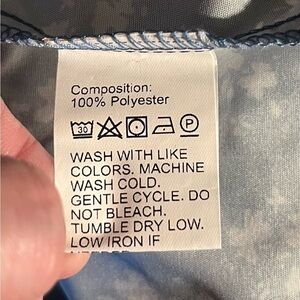 Composition:
100% Polyester
30
P
WASH WITH LIKE
COLORS. MACHINE
WASH COLD.
GENTLE CYCLE. DO
NOT BLEACH.
TUMBLE DRY LOW.
LOW IRON IF